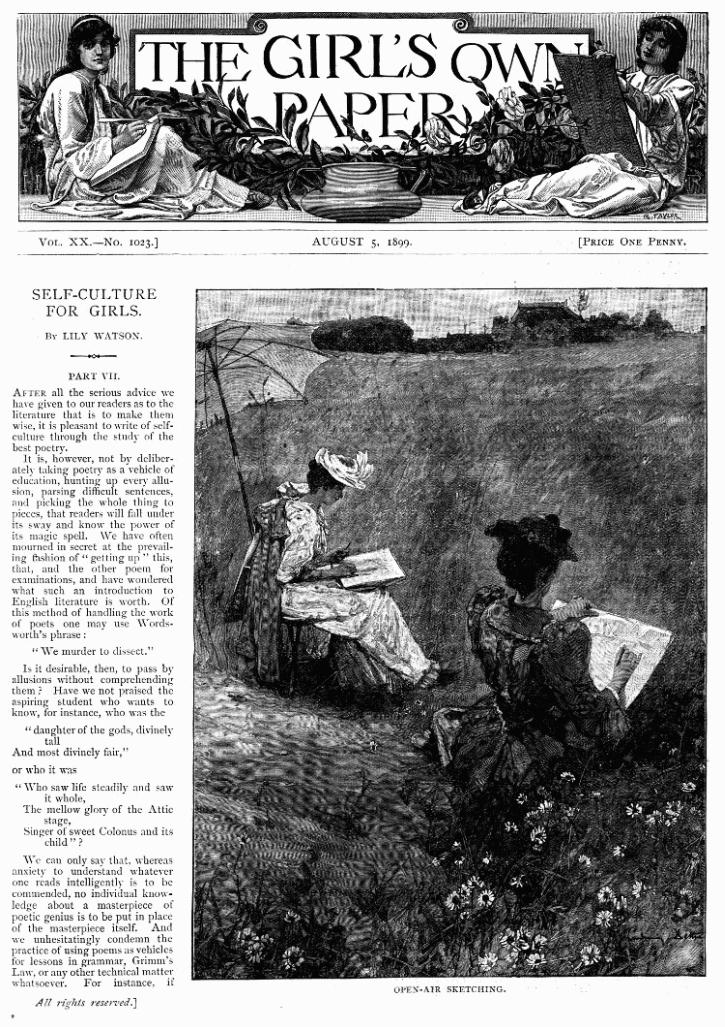 THE GIRL'S OWN
PAPER
VOL. XX.—No. 1023.]
AUGUST 5, 1899.
[PRICE ONE PENNY.
SELF-CULTURE
FOR GIRLS.
By LILY WATSON.
PART VII.
AFTER all the serious advice we
have given to our readers as to the
literature that is to make them
wise, it is pleasant to write of self-
culture through the study of the
best poetry.
It is, however, not by deliber-
ately taking poetry as a vehicle of
education, hunting up every allu-
sion, parsing difficult sentences,
and picking the whole thing to
pieces, that readers will fall under
its sway and know the power of
its magic spell. We have often
mourned in secret at the prevail-
ing fashion of "getting up" this,
that, and the other poem for
examinations, and have wondered
what such an introduction to
English literature is worth. Of
this method of handling the work
of poets one may use Words-
worth's phrase:
"We murder to dissect."
Is it desirable, then, to pass by
allusions without comprehending
them? Have we not praised the
aspiring student who wants to
know, for instance, who was the
"daughter of the gods, divinely
tall
And most divinely fair,"
or who it was
"Who saw life steadily and saw
it whole,
The mellow glory of the Attic
stage,
Singer of sweet Colonus and its
child"?
We can only say that, whereas
anxiety to understand whatever
one reads intelligently is to be
commended, no individual know-
ledge about a masterpiece of
poetic genius is to be put in place
of the masterpiece itself. And
we unhesitatingly condemn the
practice of using poems as vehicles
for lessons in grammar, Grimm's
Law, or any other technical matter
whatsoever. For instance, if
All rights reserved.]
OPEN-AIR SKETCHING.